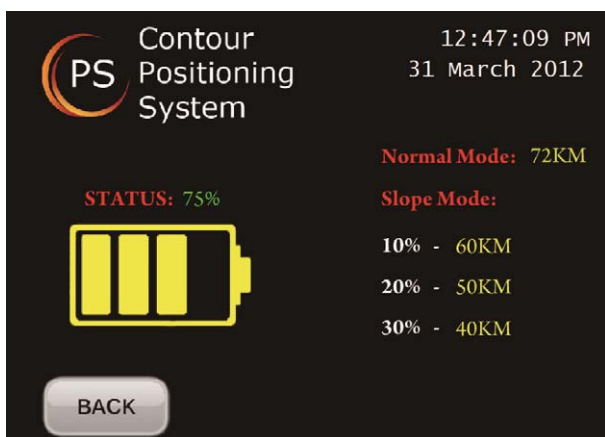 PS
Contour
Positioning
System
12:47:09 PM
31 March 2012
Normal Mode: 72KM
STATUS: 75%
Slope Mode:
10% - 60KM
20% - 50KM
30% - 40KM
BACK